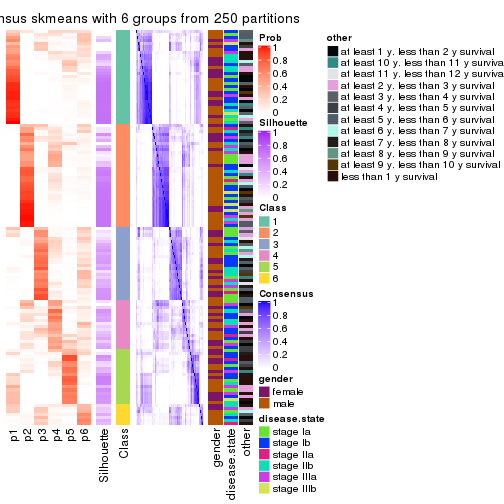 nsus skmeans with 6 groups from 250 partitions
p1
p2
p3
p4
p5
p6
Silhouette
Class
gender
disease.state
other
Prob
1
0.8
0.6
0.4
0.2
0
Silhouette
1
0.8
0.6
0.4
0.2
0
Class
1
2
3
4
5
6
Consensus
1
0.8
0.6
0.4
0.2
0
gender
female
male
disease.state
stage Ia
stage Ib
stage IIa
stage IIb
stage IIIa
stage IIIb
other
at least 1 y. less than 2 y survival
at least 10 y. less than 11 y survival
at least 11 y. less than 12 y surviva
at least 2 y. less than 3 y survival
at least 3 y. less than 4 y survival
at least 4 y. less than 5 y survival
at least 5 y. less than 6 y survival
at least 6 y. less than 7 y survival
at least 7 y. less than 8 y survival
at least 8 y. less than 9 y survival
at least 9 y. less than 10 y survival
less than 1 y survival